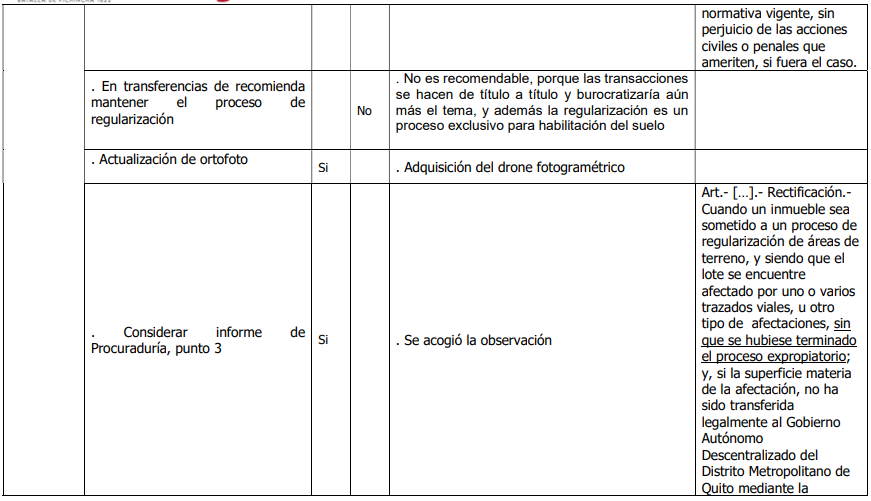 BATALLA DE PICHINCHA 1822
normativa vigente, sin
perjuicio de las acciones
civiles o penales que
ameriten, si fuera el caso.
. En transferencias de recomienda
mantener el proceso de
regularización
No
. No es recomendable, porque las transacciones
se hacen de título a título y burocratizaría aún
más el tema, y además la regularización es un
proceso exclusivo para habilitación del suelo
. Actualización de ortofoto
Si
. Adquisición del drone fotogramétrico
. Considerar informe de
Procuraduría, punto 3
Si
. Se acogió la observación
Art.- […].- Rectificación.-
Cuando un inmueble sea
sometido a un proceso de
regularización de áreas de
terreno, y siendo que el
lote se encuentre
afectado por uno o varios
trazados viales, u otro
tipo de afectaciones, sin
que se hubiese terminado
el proceso expropiatorio;
y, si la superficie materia
de la afectación, no ha
sido transferida
legalmente al Gobierno
Autónomo
Descentralizado del
Distrito Metropolitano de
Quito mediante la